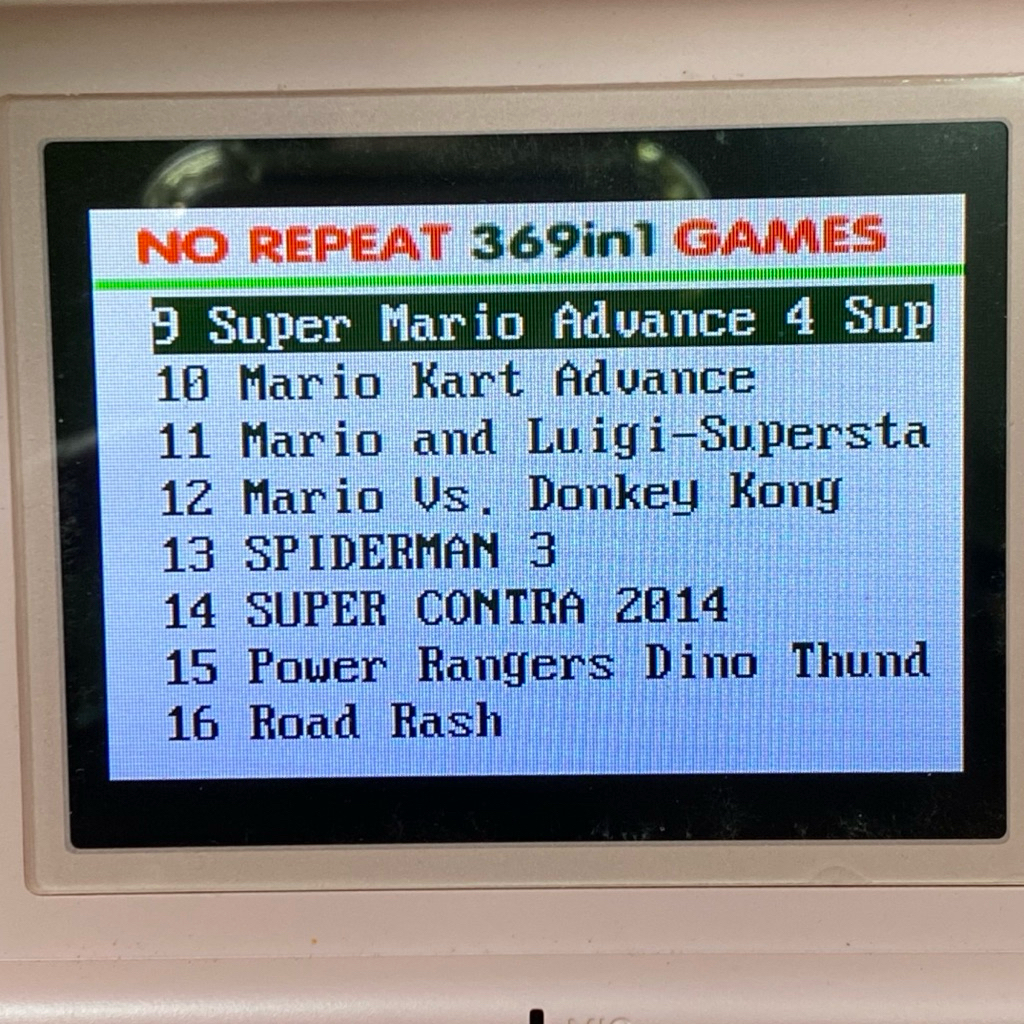 NO REPEAT 369in1 GAMES
9 Super Mario Advance 4 Sup
10 Mario Kart Advance
11 Mario and Luigi-Supersta
12 Mario Vs. Donkey Kong
13 SPIDERMAN 3
14 SUPER CONTRA 2014
15 Power Rangers Dino Thund
16 Road Rash
MIC